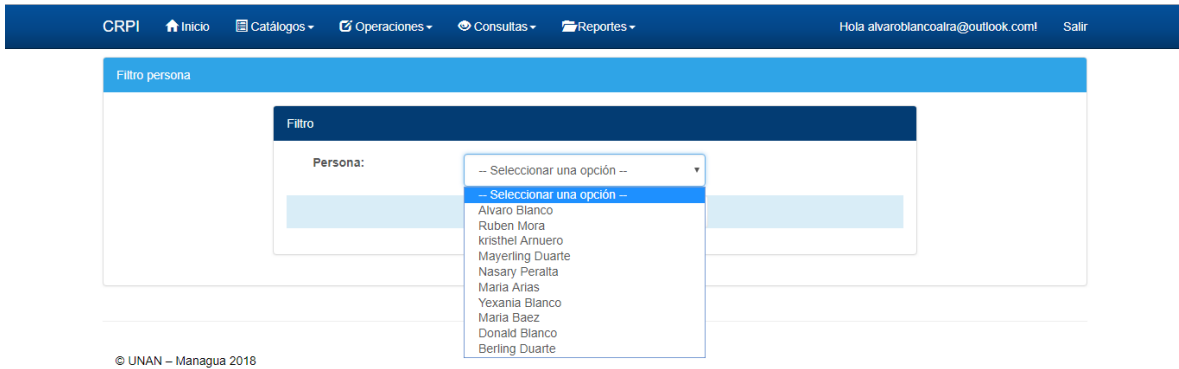 CRPI Inicio Catálogos Operaciones Consultas Reportes Hola alvaroblancoalra@outlook.com! Salir
Filtro persona
Filtro
Persona:
-- Seleccionar una opción --
-- Seleccionar una opción --
Alvaro Blanco
Ruben Mora
kristhel Arnuero
Mayerling Duarte
Nasary Peralta
Maria Arias
Yexania Blanco
Maria Baez
Donald Blanco
Berling Duarte
© UNAN – Managua 2018